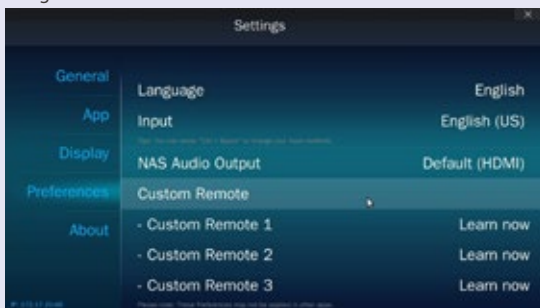 Settings
General
App
Display
Preferences
About
Language English
Input English (US)
NAS Audio Output Default (HDMI)
Custom Remote
- Custom Remote 1 Learn now
- Custom Remote 2 Learn now
- Custom Remote 3 Learn now